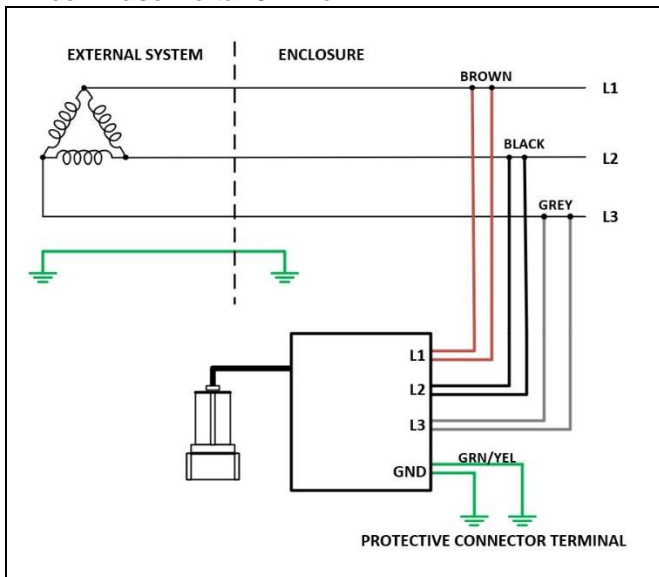 EXTERNAL SYSTEM
ENCLOSURE
BROWN
L1
BLACK
L2
GREY
L3
L1
L2
L3
GRN/YEL
GND
PROTECTIVE CONNECTOR TERMINAL